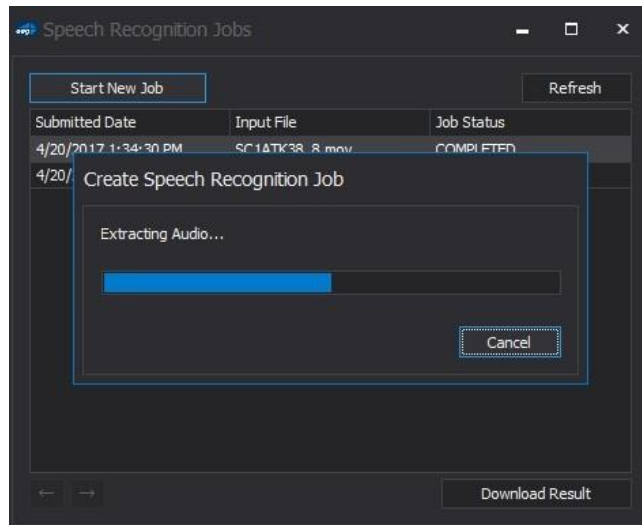 Speech Recognition Jobs
Start New Job
Refresh
Submitted Date Input File Job Status
4/20/2017 1:34:30 PM SC1ATK38_8.mov COMPLETED
4/20/
Create Speech Recognition Job
Extracting Audio...
Cancel
Download Result